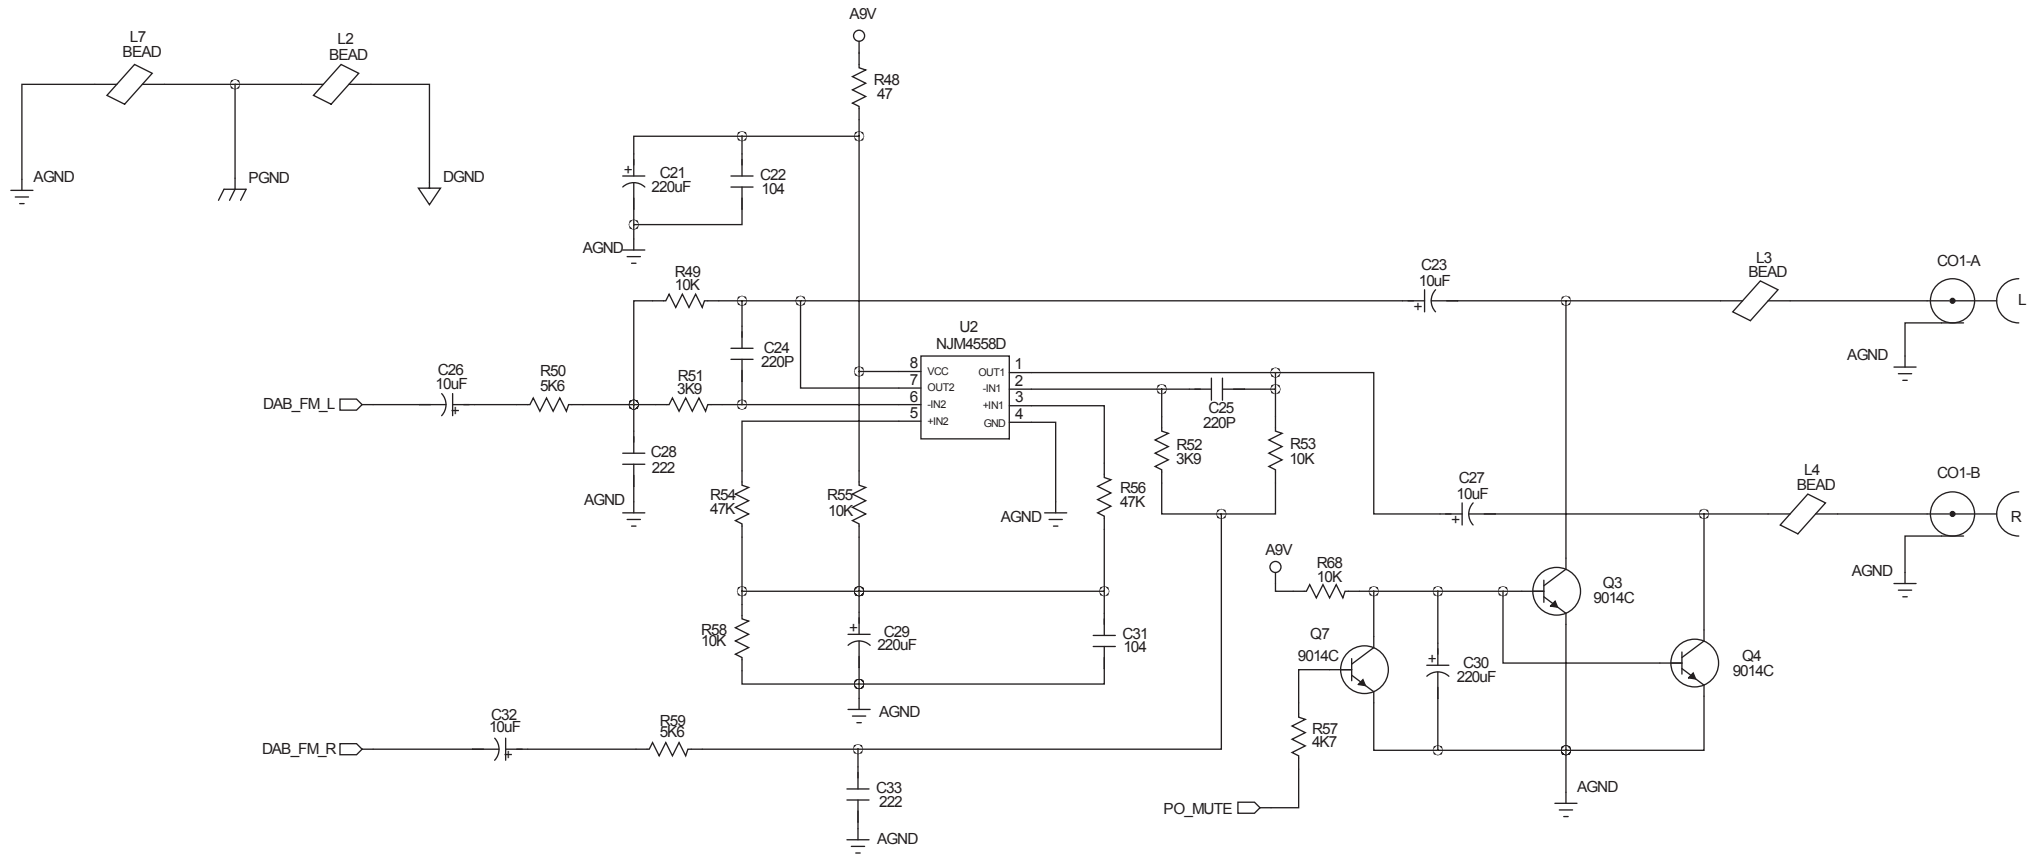 A9V
L7
BEAD
L2
BEAD
R48
47
AGND
PGND
DGND
+
C21
220uF
C22
104
AGND
R49
10K
C23
10uF
+
L3
BEAD
CO1-A
L
AGND
C24
220P
U2
NJM4558D
8
7
6
5
VCC
OUT2
-IN2
+IN2
OUT1
-IN1
+IN1
GND
1
2
3
4
C26
10uF
+
R50
5K6
R51
3K9
DAB_FM_L
C25
220P
C28
222
AGND
R52
3K9
R53
10K
R54
47K
R55
10K
R56
47K
AGND
C27
10uF
+
L4
BEAD
CO1-B
R
AGND
A9V
R68
10K
Q3
9014C
R58
10K
+
C29
220uF
C31
104
AGND
Q7
9014C
+
C30
220uF
Q4
9014C
C32
10uF
+
R59
5K6
DAB_FM_R
R57
4K7
C33
222
AGND
PO_MUTE
AGND